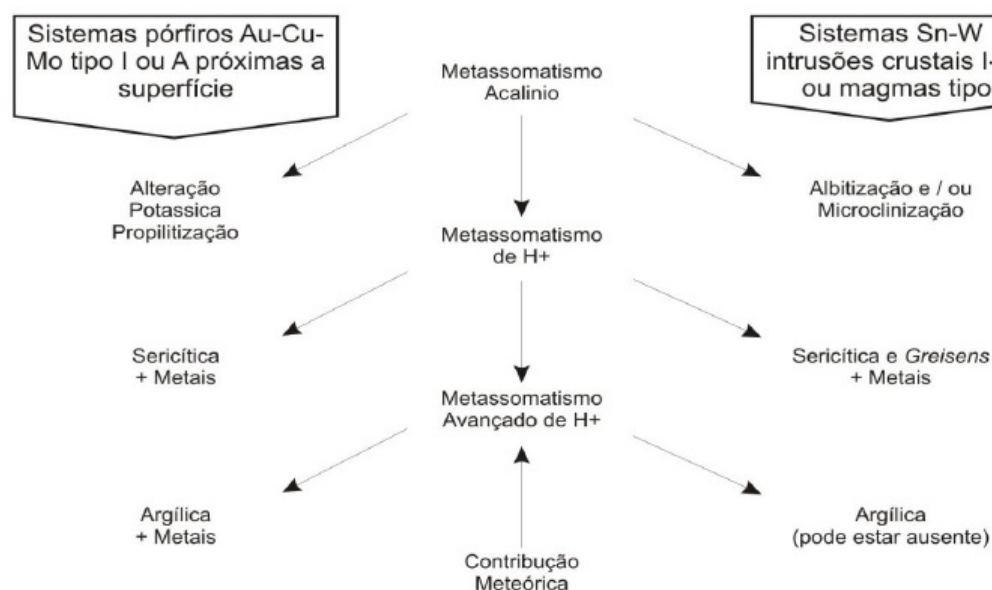 Sistemas pórfiros Au-Cu-
Mo tipo I ou A próximas a
superfície
Metassomatismo
Acalinio
Sistemas Sn-W
intrusões crustais I-
ou magmas tipo
Alteração
Potassica
Propilitização
Albitização e / ou
Microclinização
Metassomatismo
de H+
Sericítica
+ Metais
Sericítica e Greisens
+ Metais
Metassomatismo
Avançado de H+
Argílica
+ Metais
Argílica
(pode estar ausente)
Contribução
Meteórica